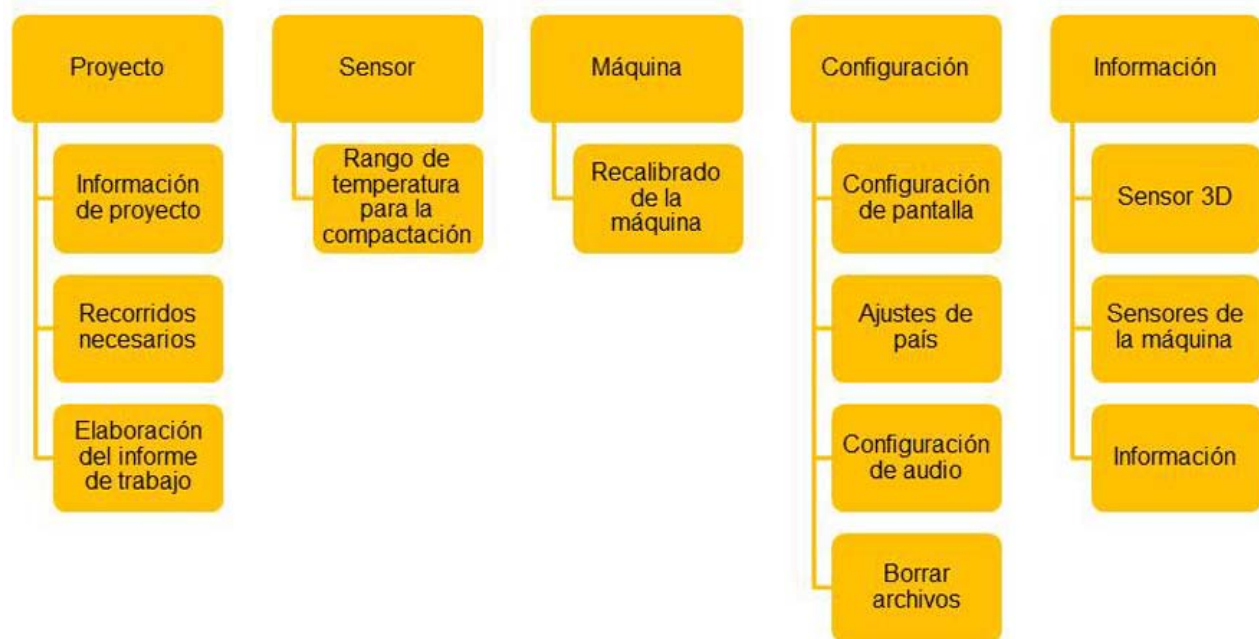 Proyecto
Información
de proyecto
Recorridos
necesarios
Elaboración
del informe
de trabajo
Sensor
Rango de
temperatura
para la
compactación
Máquina
Recalibrado
de la
máquina
Configuración
Configuración
de pantalla
Ajustes de
país
Configuración
de audio
Borrar
archivos
Información
Sensor 3D
Sensores de
la máquina
Información